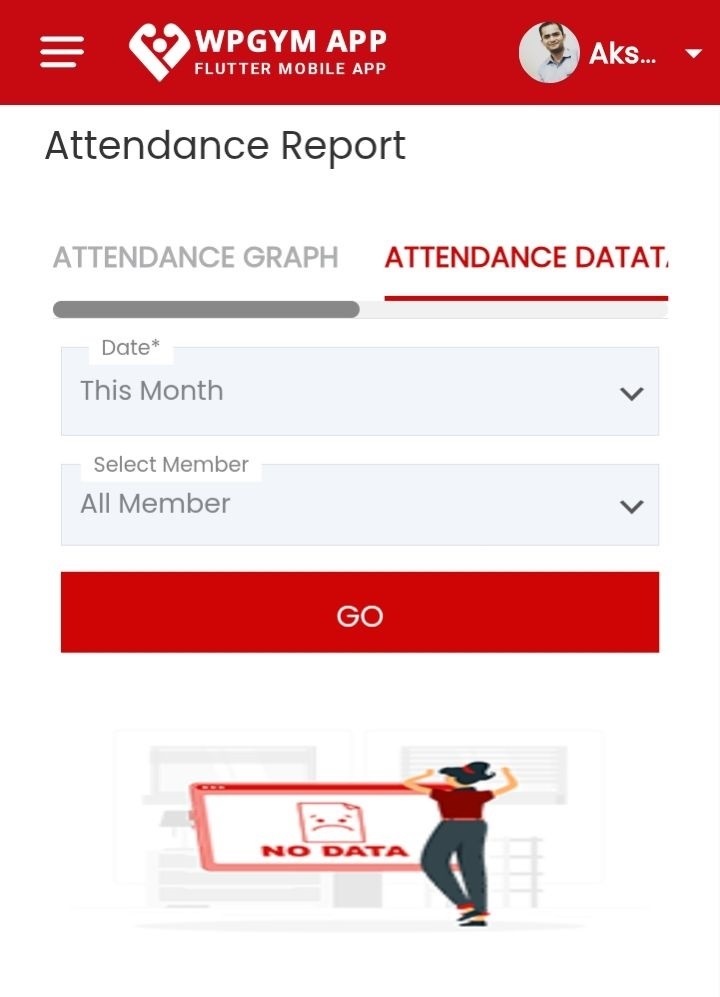 WPGYM APP
FLUTTER MOBILE APP
Aks...
Attendance Report
ATTENDANCE GRAPH
ATTENDANCE DATAT
Date*
This Month
Select Member
All Member
GO
NO DATA